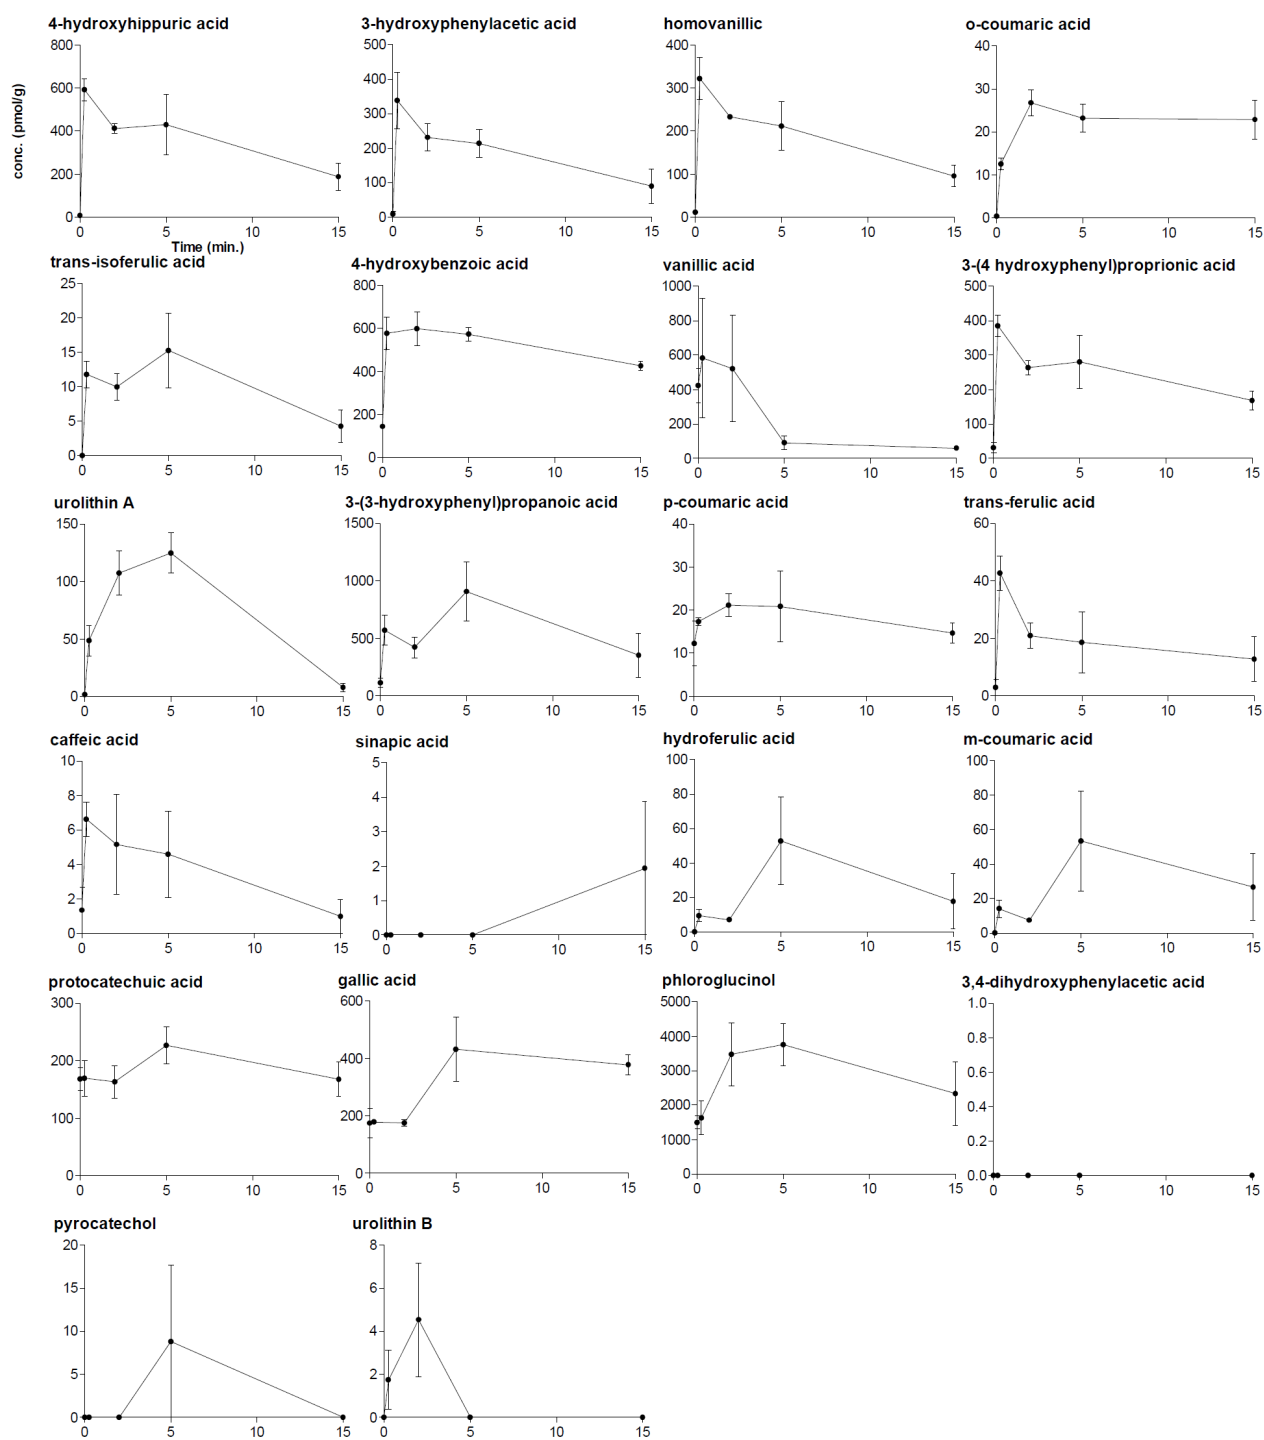 4-hydroxyhippuric acid
3-hydroxyphenylacetic acid
homovanillic
o-coumaric acid
conc. (pmol/g)
800
600
400
200
0
0 5 10 15
Time (min.)
500
400
300
200
100
0
0 5 10 15
400
300
200
100
0
0 5 10 15
40
30
20
10
0
0 5 10 15
trans-isoferulic acid
25
20
15
10
5
0
0 5 10 15
4-hydroxybenzoic acid
800
600
400
200
0
0 5 10 15
vanillic acid
1000
800
600
400
200
0
0 5 10 15
3-(4 hydroxyphenyl)proprionic acid
500
400
300
200
100
0
0 5 10 15
urolithin A
150
100
50
0
0 5 10 15
3-(3-hydroxyphenyl)propanoic acid
1500
1000
500
0
0 5 10 15
p-coumaric acid
40
30
20
10
0
0 5 10 15
trans-ferulic acid
60
40
20
0
0 5 10 15
caffeic acid
10
8
6
4
2
0
0 5 10 15
sinapic acid
5
4
3
2
1
0
0 5 10 15
hydroferulic acid
100
80
60
40
20
0
0 5 10 15
m-coumaric acid
100
80
60
40
20
0
0 5 10 15
protocatechuic acid
300
200
100
0
0 5 10 15
gallic acid
600
400
200
0
0 5 10 15
phloroglucinol
5000
4000
3000
2000
1000
0
0 5 10 15
3,4-dihydroxyphenylacetic acid
1.0
0.8
0.6
0.4
0.2
0.0
0 5 10 15
pyrocatechol
20
15
10
5
0
0 5 10 15
urolithin B
8
6
4
2
0
0 5 10 15